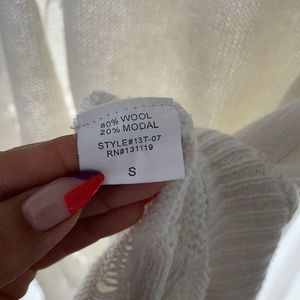 80% WOOL
20% MODAL
STYLE#13T-07
RN#131119
S